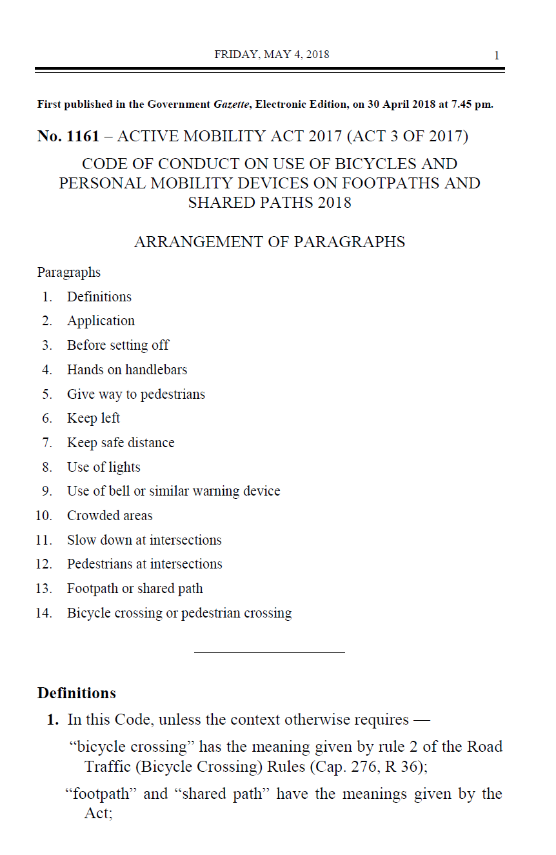 FRIDAY, MAY 4, 2018 1
First published in the Government Gazette, Electronic Edition, on 30 April 2018 at 7.45 pm.
No. 1161 – ACTIVE MOBILITY ACT 2017 (ACT 3 OF 2017)
CODE OF CONDUCT ON USE OF BICYCLES AND
PERSONAL MOBILITY DEVICES ON FOOTPATHS AND
SHARED PATHS 2018
ARRANGEMENT OF PARAGRAPHS
Paragraphs
1. Definitions
2. Application
3. Before setting off
4. Hands on handlebars
5. Give way to pedestrians
6. Keep left
7. Keep safe distance
8. Use of lights
9. Use of bell or similar warning device
10. Crowded areas
11. Slow down at intersections
12. Pedestrians at intersections
13. Footpath or shared path
14. Bicycle crossing or pedestrian crossing
Definitions
1. In this Code, unless the context otherwise requires —
“bicycle crossing” has the meaning given by rule 2 of the Road
Traffic (Bicycle Crossing) Rules (Cap. 276, R 36);
“footpath” and “shared path” have the meanings given by the
Act;